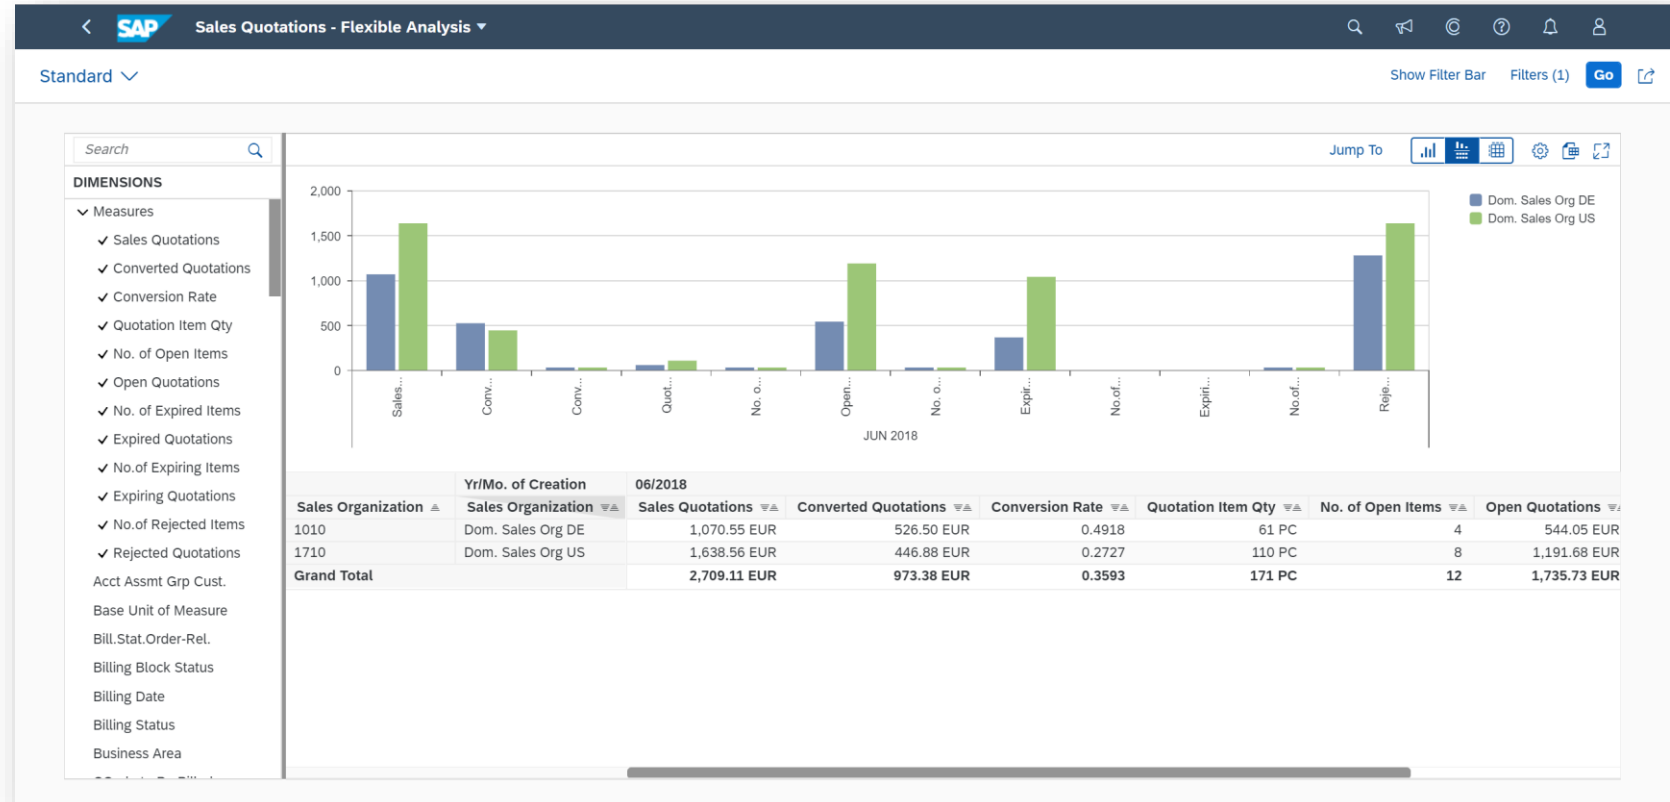 SAP Sales Quotations - Flexible Analysis
Standard
Show Filter Bar Filters (1) Go
Search
Jump To
DIMENSIONS
Measures
Sales Quotations
Converted Quotations
Conversion Rate
Quotation Item Qty
No. of Open Items
Open Quotations
No. of Expired Items
Expired Quotations
No.of Expiring Items
Expiring Quotations
No.of Rejected Items
Rejected Quotations
Acct Assmt Grp Cust.
Base Unit of Measure
Bill.Stat.Order-Rel.
Billing Block Status
Billing Date
Billing Status
Business Area
2,000
1,500
1,000
500
0
Sales... Conv... Conv... Quot... No. o... Open... No. o... Expir... No.of... Expiri... No.of... Reje...
JUN 2018
Dom. Sales Org DE
Dom. Sales Org US
Yr/Mo. of Creation 06/2018
Sales Organization Sales Organization Sales Quotations Converted Quotations Conversion Rate Quotation Item Qty No. of Open Items Open Quotations
1010 Dom. Sales Org DE 1,070.55 EUR 526.50 EUR 0.4918 61 PC 4 544.05 EUR
1710 Dom. Sales Org US 1,638.56 EUR 446.88 EUR 0.2727 110 PC 8 1,191.68 EUR
Grand Total 2,709.11 EUR 973.38 EUR 0.3593 171 PC 12 1,735.73 EUR